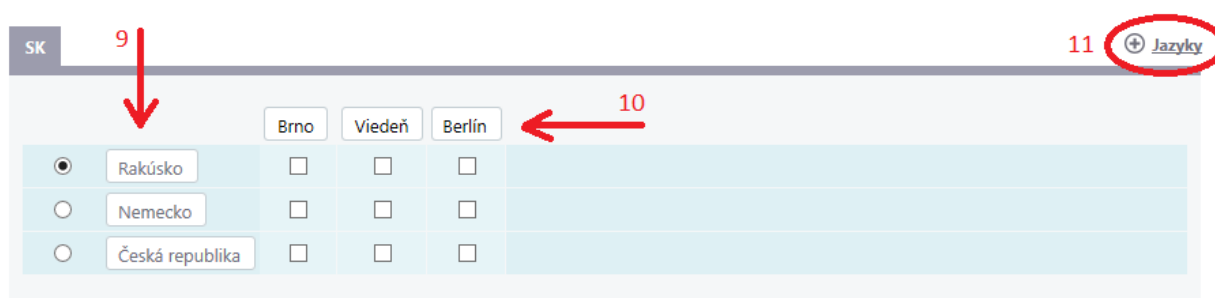 SK 9 11 Jazyky
10
Brno Viedeň Berlín
Rakúsko
Nemecko
Česká republika